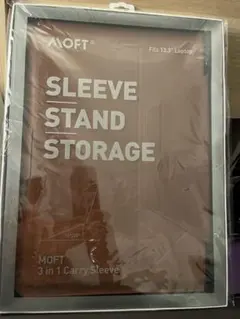 MOFT
Fits 13.3" Laptop
SLEEVE
STAND
STORAGE
MOFT
3 in 1 Carry Sleeve